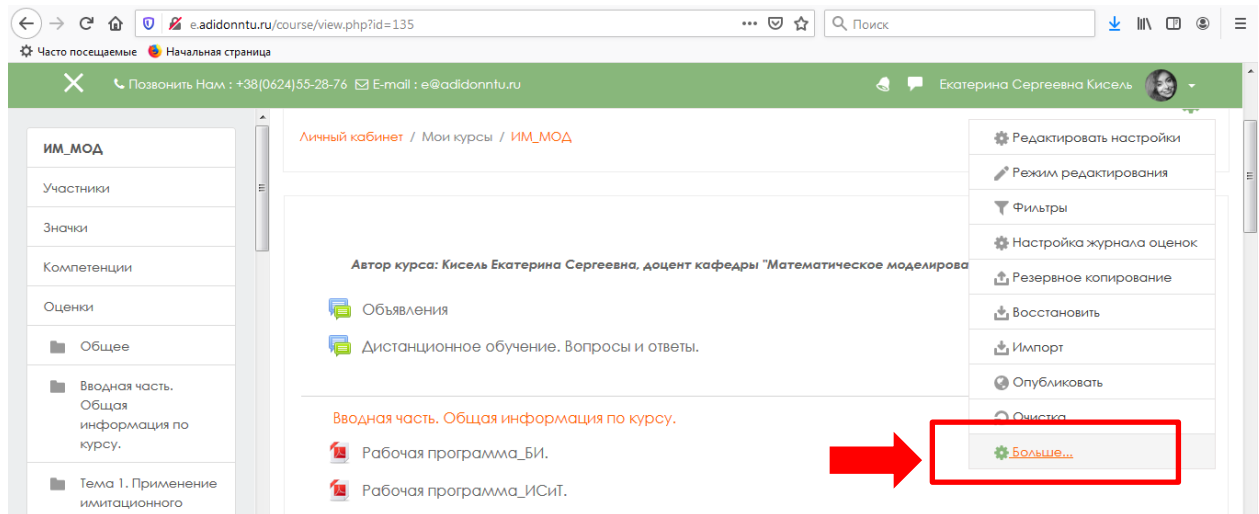 e.adidonntu.ru/course/view.php?id=135
Поиск
Часто посещаемые
Начальная страница
Позвонить Нам : +38(0624)55-28-76 E-mail : e@adidonntu.ru
Екатерина Сергеевна Кисель
ИМ_МОД
Участники
Значки
Компетенции
Оценки
Общее
Вводная часть.
Общая
информация по
курсу.
Тема 1. Применение
имитационного
Личный кабинет / Мои курсы / ИМ_МОД
Автор курса: Кисель Екатерина Сергеевна, доцент кафедры "Математическое моделирова
Объявления
Дистанционное обучение. Вопросы и ответы.
Вводная часть. Общая информация по курсу.
Рабочая программа_БИ.
Рабочая программа_ИСиТ.
Редактировать настройки
Режим редактирования
Фильтры
Настройка журнала оценок
Резервное копирование
Восстановить
Импорт
Опубликовать
Очистка
Больше...